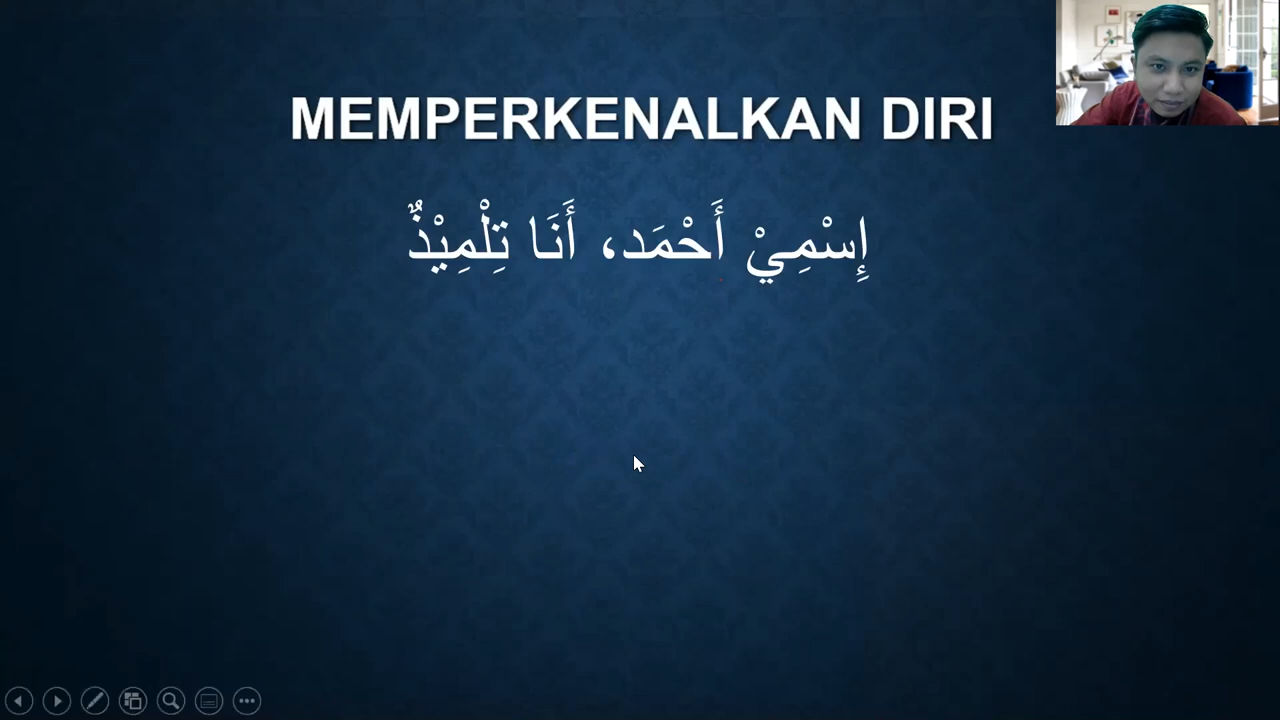 MEMPERKENALKAN DIRI
إِسْمِيْ أَحْمَد، أَنَا تِلْمِيْذٌ